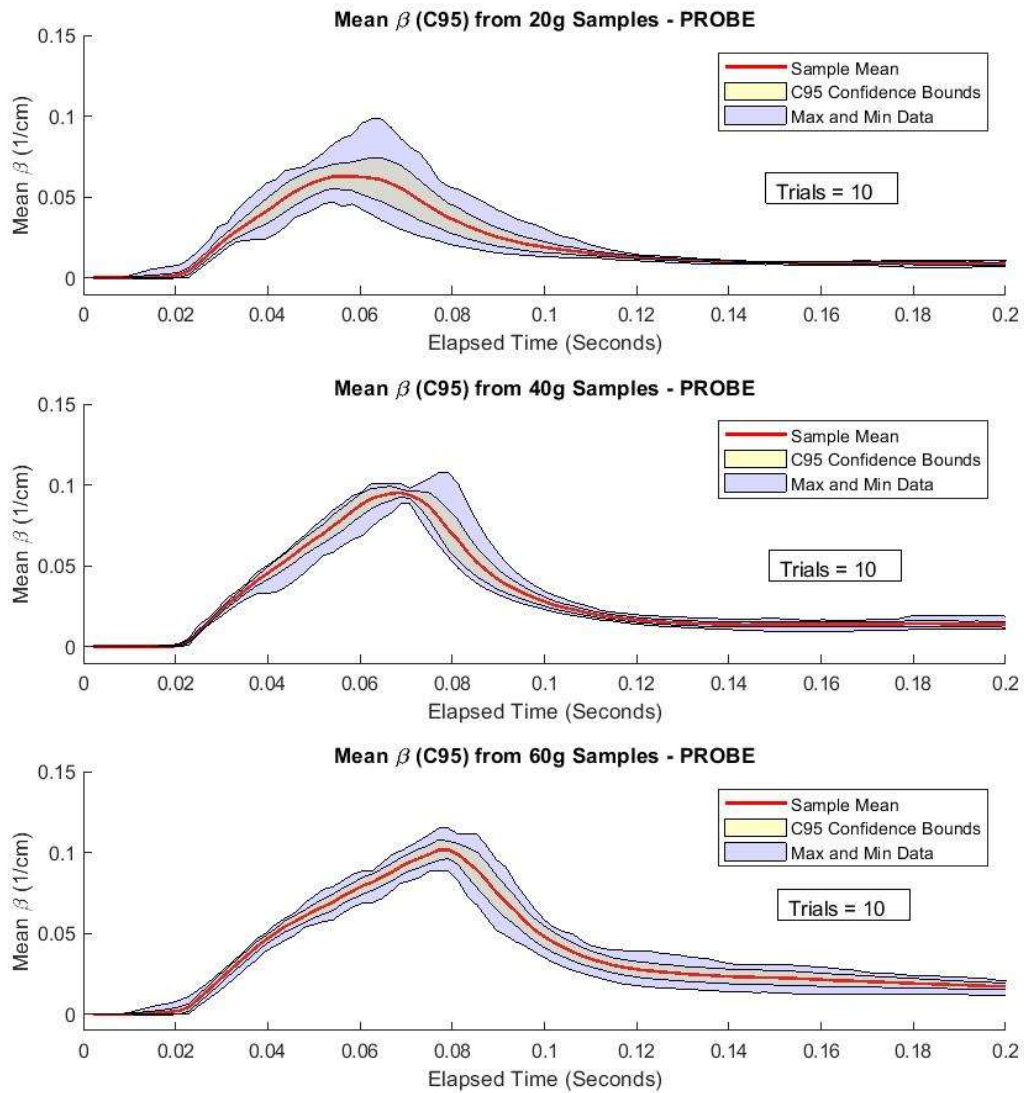 Mean β (C95) from 20g Samples - PROBE
0.15
0.1
0.05
0
Mean β (1/cm)
Sample Mean
C95 Confidence Bounds
Max and Min Data
Trials = 10
0 0.02 0.04 0.06 0.08 0.1 0.12 0.14 0.16 0.18 0.2
Elapsed Time (Seconds)
Mean β (C95) from 40g Samples - PROBE
0.15
0.1
0.05
0
Mean β (1/cm)
Sample Mean
C95 Confidence Bounds
Max and Min Data
Trials = 10
0 0.02 0.04 0.06 0.08 0.1 0.12 0.14 0.16 0.18 0.2
Elapsed Time (Seconds)
Mean β (C95) from 60g Samples - PROBE
0.15
0.1
0.05
0
Mean β (1/cm)
Sample Mean
C95 Confidence Bounds
Max and Min Data
Trials = 10
0 0.02 0.04 0.06 0.08 0.1 0.12 0.14 0.16 0.18 0.2
Elapsed Time (Seconds)